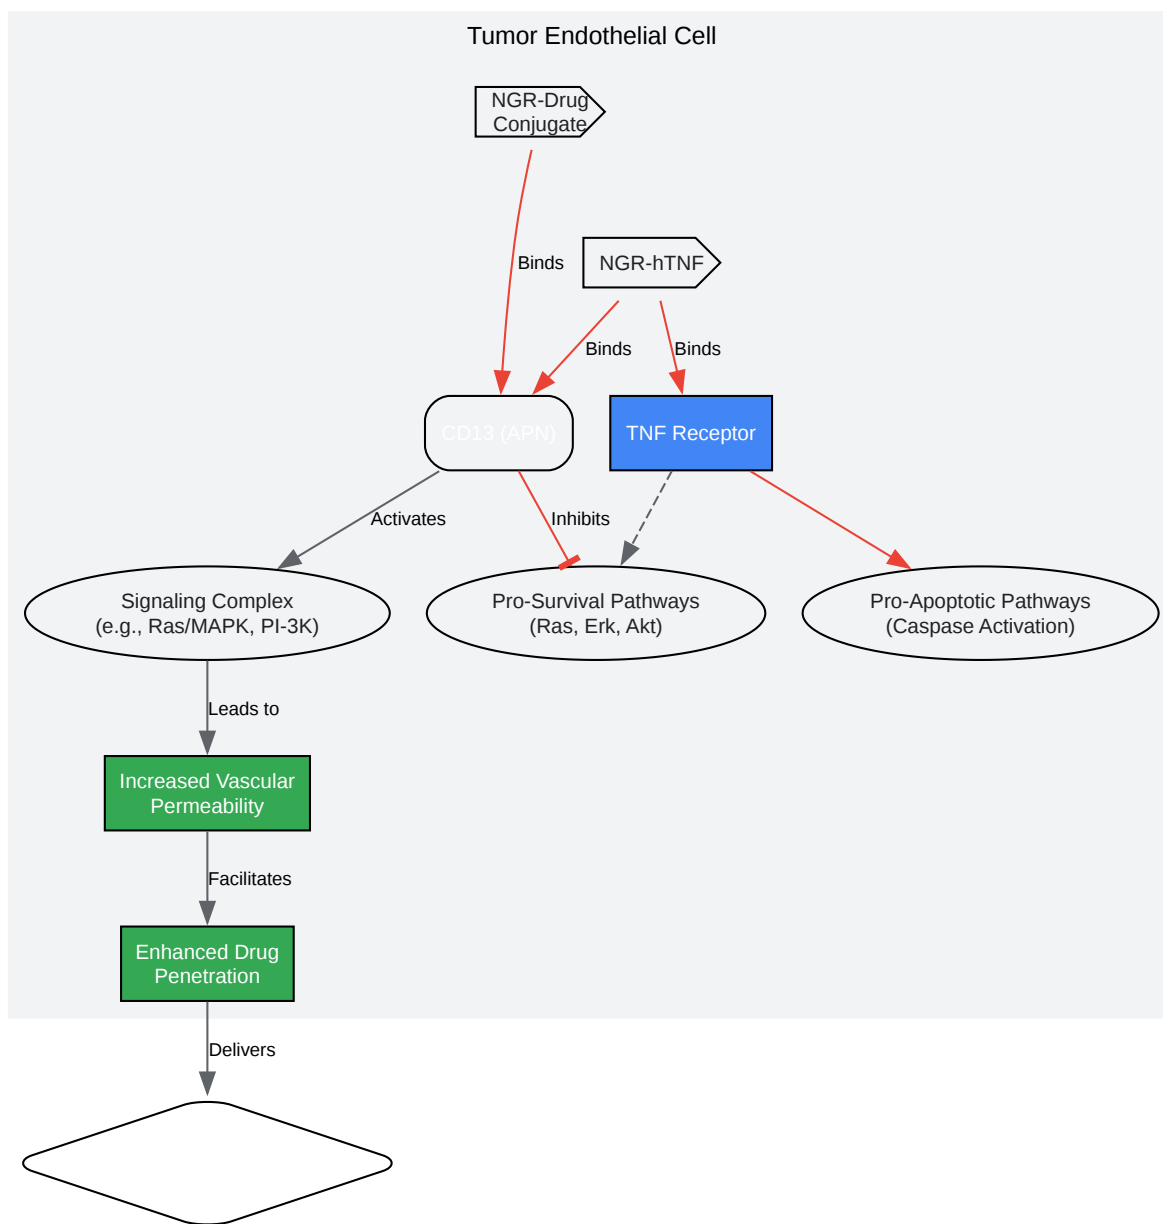 Tumor Endothelial Cell
NGR-Drug
Conjugate
Binds
NGR-hTNF
Binds
Binds
CD13 (APN)
TNF Receptor
Activates
Inhibits
Signaling Complex
(e.g., Ras/MAPK, PI-3K)
Pro-Survival Pathways
(Ras, Erk, Akt)
Pro-Apoptotic Pathways
(Caspase Activation)
Leads to
Increased Vascular
Permeability
Facilitates
Enhanced Drug
Penetration
Delivers